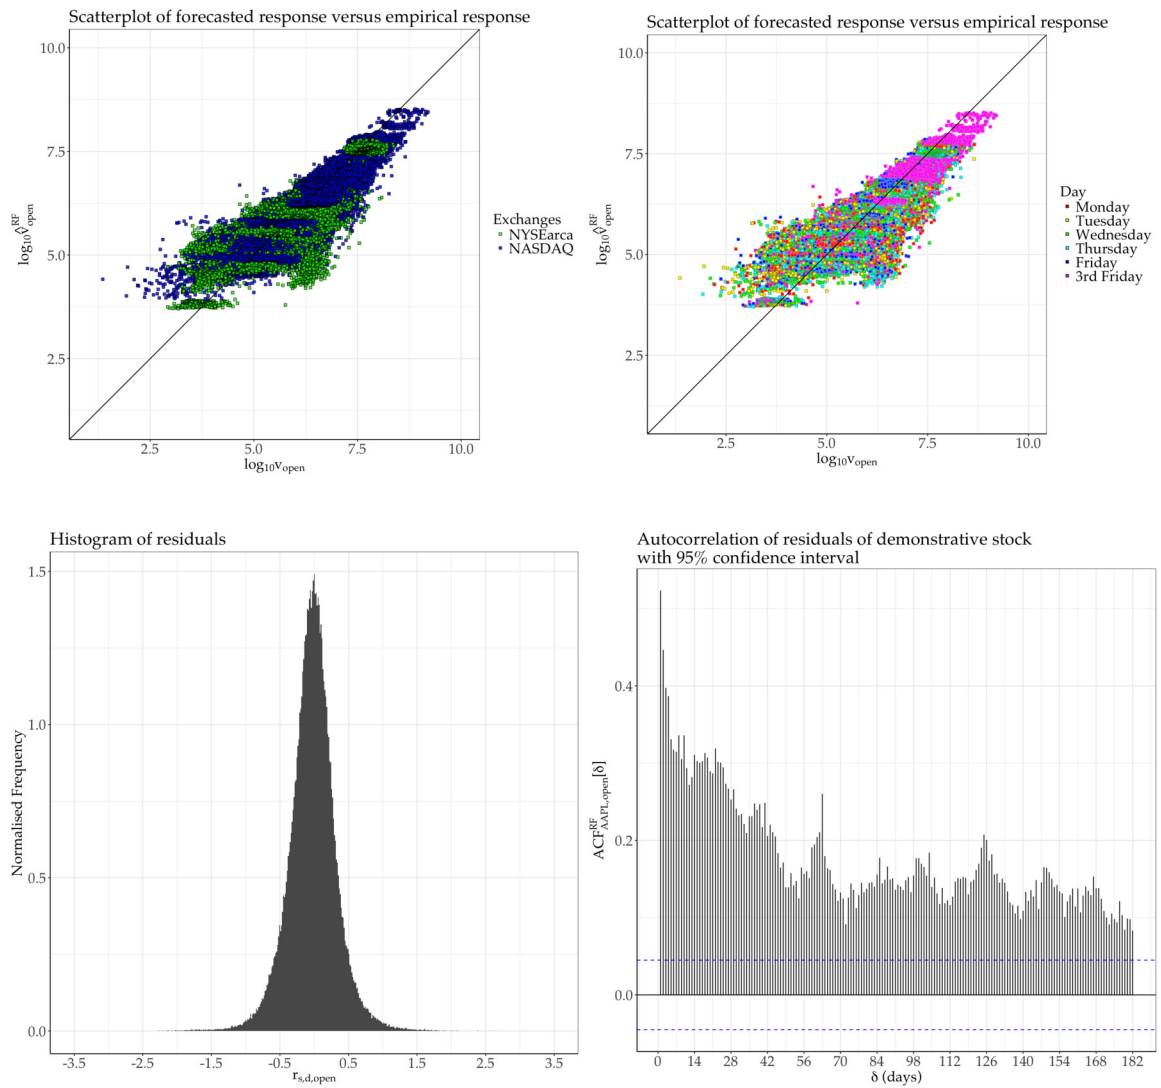 Scatterplot of forecasted response versus empirical response
10.0
7.5
5.0
2.5
log₁₀v̂ᴿᶠopen
2.5 5.0 7.5 10.0
log₁₀vopen
Exchanges
NYSEarca
NASDAQ
Scatterplot of forecasted response versus empirical response
10.0
7.5
5.0
2.5
log₁₀v̂ᴿᶠopen
2.5 5.0 7.5 10.0
log₁₀vopen
Day
Monday
Tuesday
Wednesday
Thursday
Friday
3rd Friday
Histogram of residuals
1.5
1.0
0.5
0.0
Normalised Frequency
-3.5 -2.5 -1.5 -0.5 0.5 1.5 2.5 3.5
rs,d,open
Autocorrelation of residuals of demonstrative stock
with 95% confidence interval
0.4
0.2
0.0
ACFᴿᶠAAPL,open[δ]
0 14 28 42 56 70 84 98 112 126 140 154 168 182
δ (days)